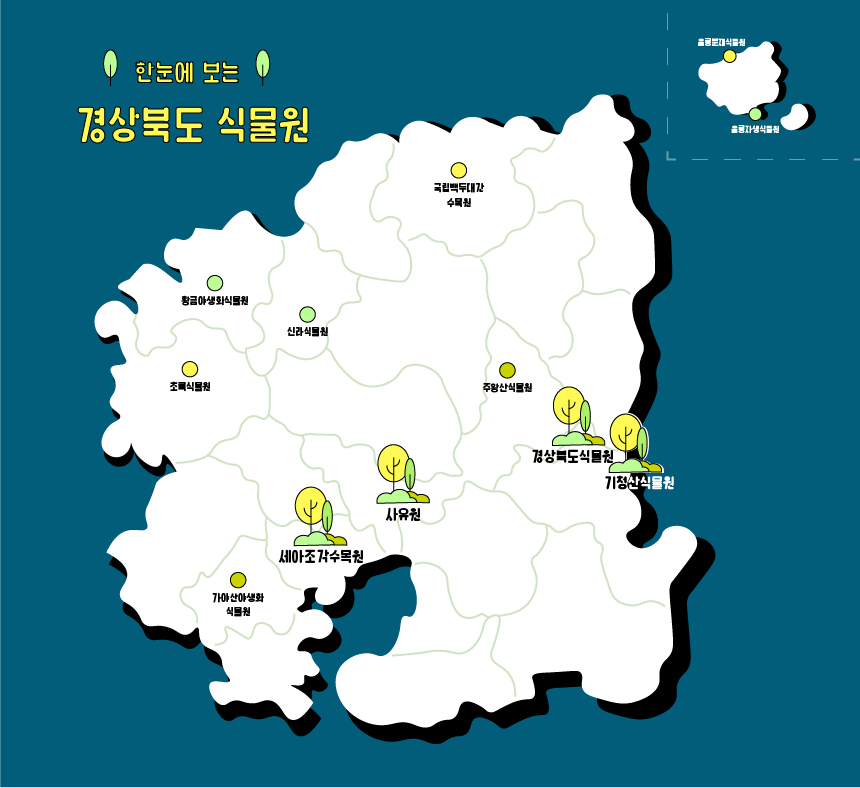 한눈에 보는
경상북도 식물원
울릉분재식물원
울릉자생식물원
국립백두대간
수목원
황금야생화식물원
신라식물원
초록식물원
주왕산식물원
경상북도식물원
기청산식물원
사유원
세아조각수목원
가야산야생화
식물원